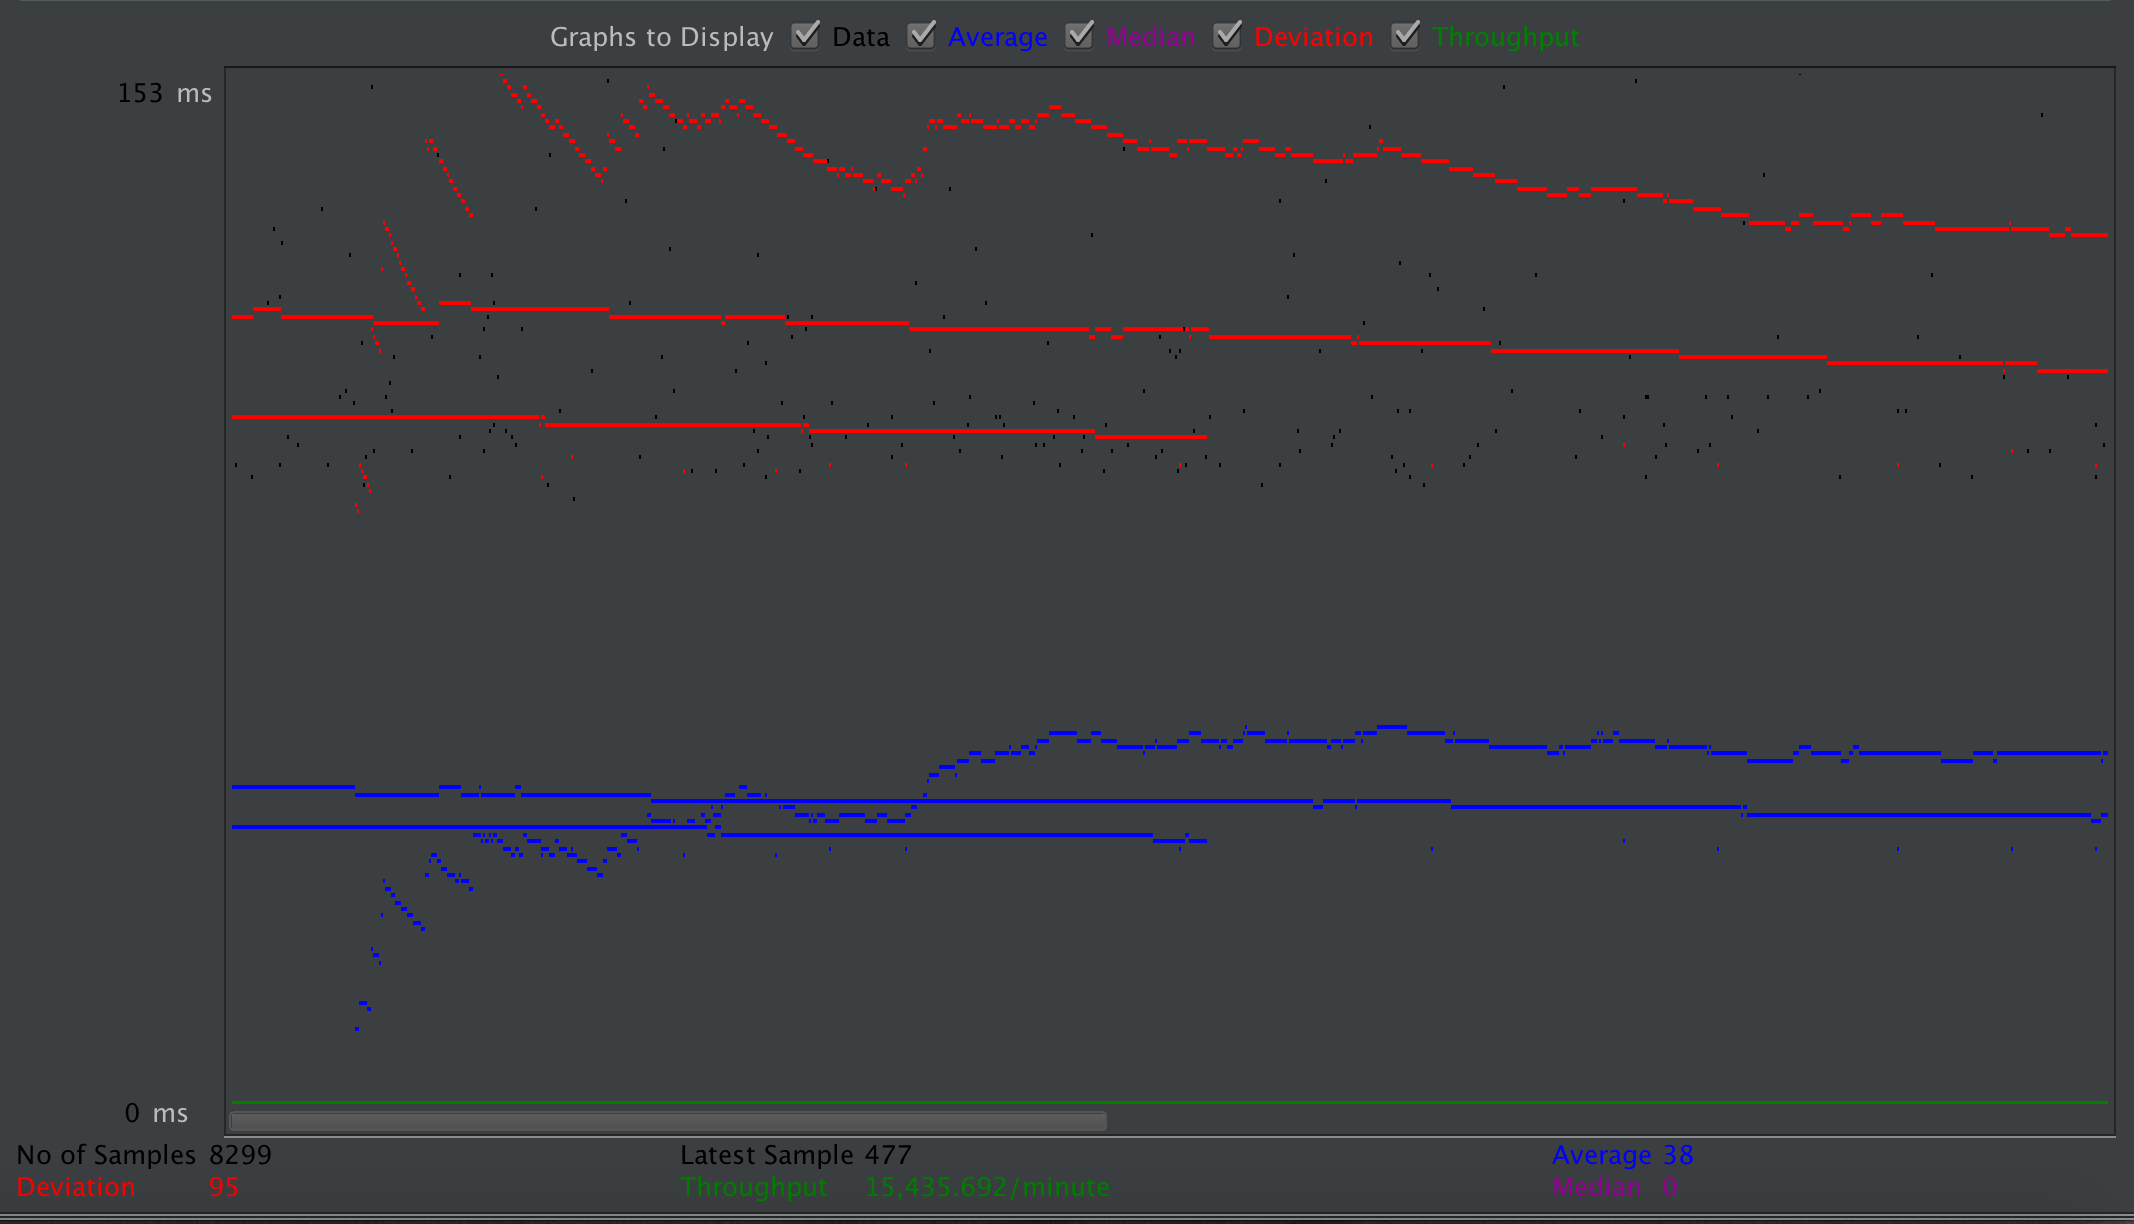 Graphs to Display Data Average Median Deviation Throughput
153 ms
0 ms
No of Samples 8299 Latest Sample 477 Average 38
Deviation 95 Throughput 15,435.692/minute Median 0